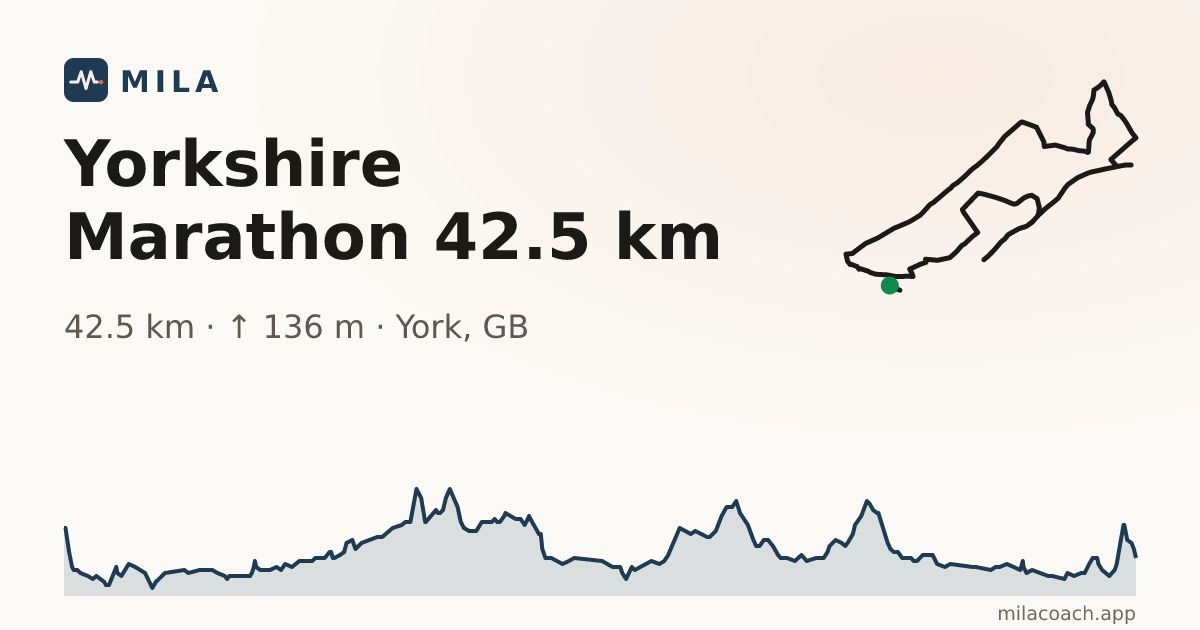 MILA
Yorkshire
Marathon 42.5 km
42.5 km · ↑ 136 m · York, GB
milacoach.app